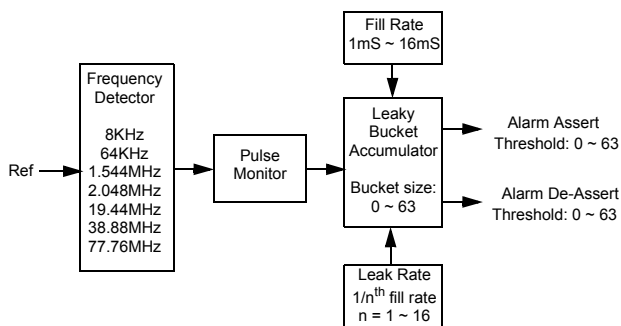 Fill Rate
1mS ~ 16mS
Frequency
Detector
8KHz
64KHz
1.544MHz
2.048MHz
19.44MHz
38.88MHz
77.76MHz
Ref
Pulse
Monitor
Leaky
Bucket
Accumulator
Bucket size:
0 ~ 63
Alarm Assert
Threshold: 0 ~ 63
Alarm De-Assert
Threshold: 0 ~ 63
Leak Rate
1/nth fill rate
n = 1 ~ 16